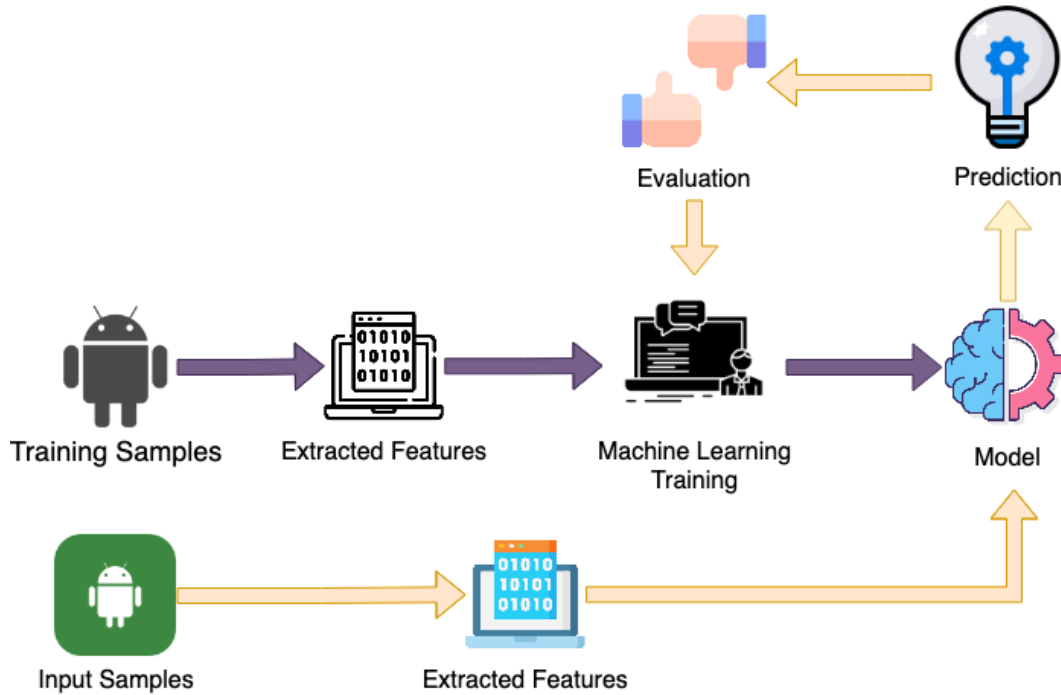 Evaluation
Prediction
01010
10101
01010
Training Samples
Extracted Features
Machine Learning
Training
Model
01010
10101
01010
Input Samples
Extracted Features